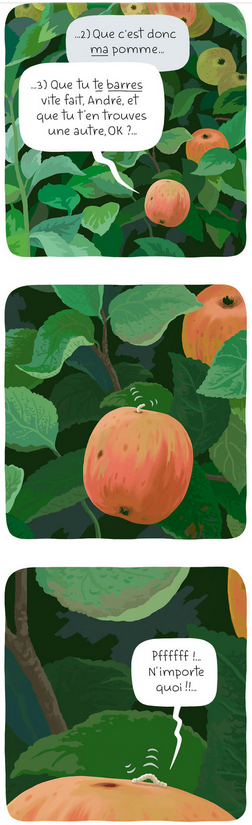 ...2) Que c'est donc
ma pomme...
...3) Que tu te barres
vite fait, André, et
que tu t'en trouves
une autre, OK ?...
Pffffff !..
N'importe
quoi !!..